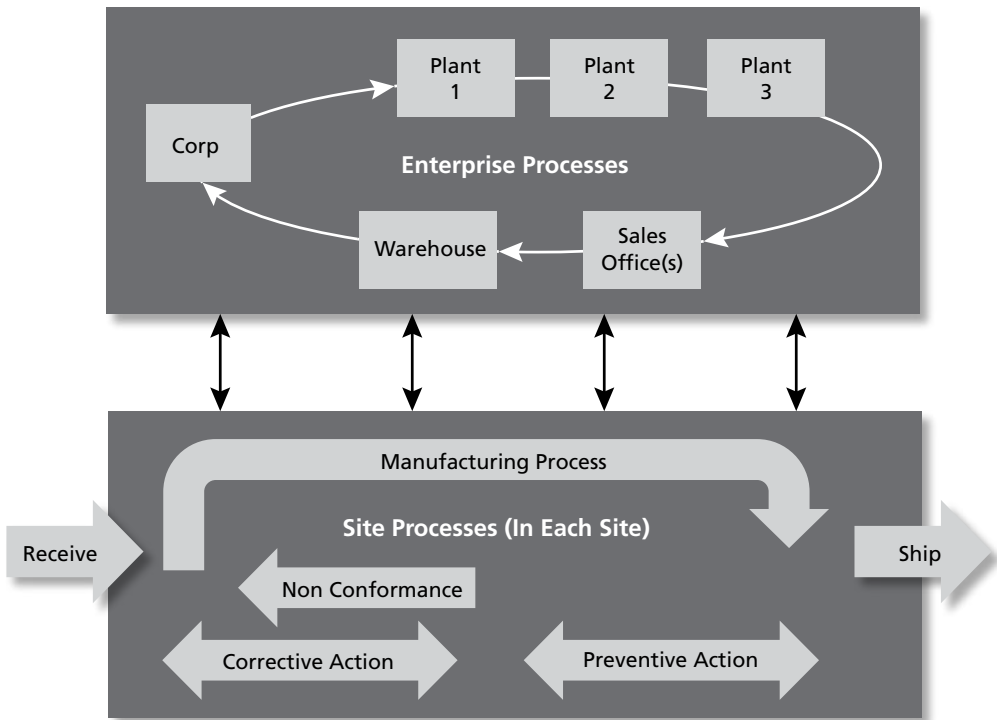 Plant
1
Plant
2
Plant
3
Corp
Enterprise Processes
Warehouse
Sales
Office(s)
Manufacturing Process
Site Processes (In Each Site)
Receive
Ship
Non Conformance
Corrective Action
Preventive Action